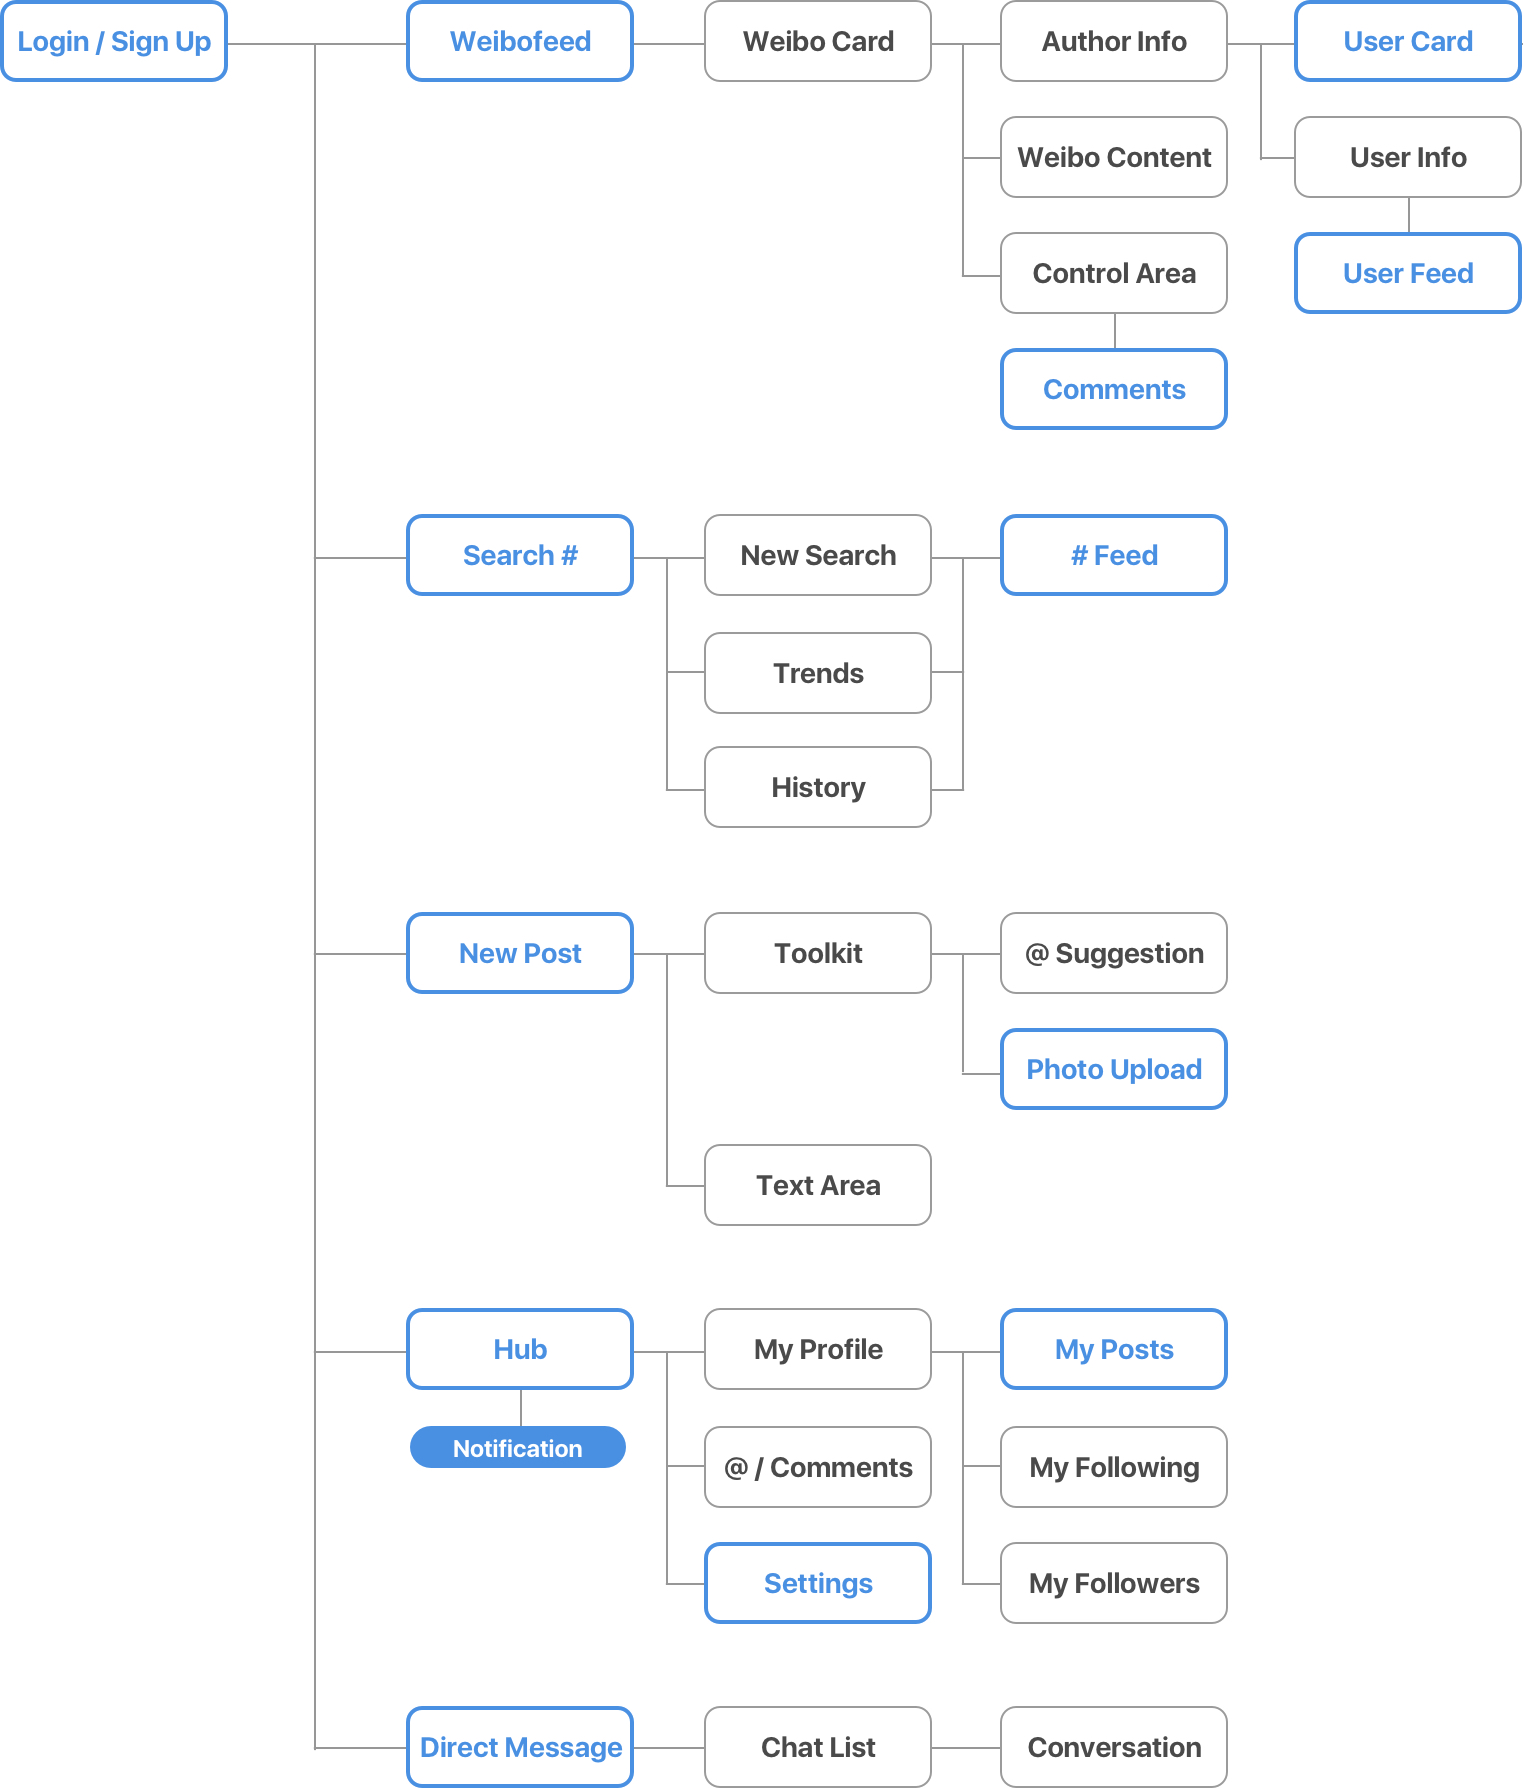 Login / Sign Up
Weibofeed
Weibo Card
Author Info
User Card
Weibo Content
User Info
Control Area
User Feed
Comments
Search #
New Search
# Feed
Trends
History
New Post
Toolkit
@ Suggestion
Photo Upload
Text Area
Hub
My Profile
My Posts
Notification
@ / Comments
My Following
Settings
My Followers
Direct Message
Chat List
Conversation